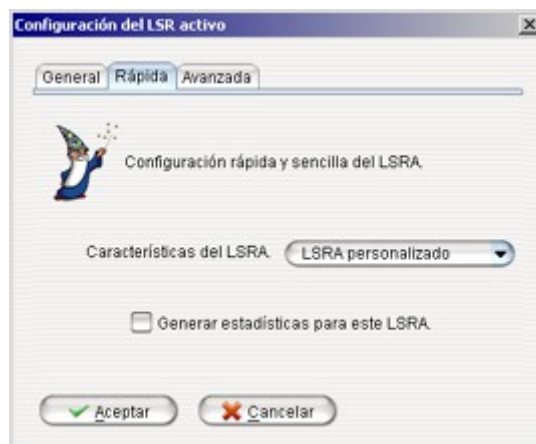 Configuración del LSR activo
General Rápida Avanzada
Configuración rápida y sencilla del LSRA.
Características del LSRA. LSRA personalizado
Generar estadísticas para este LSRA.
Aceptar Cancelar